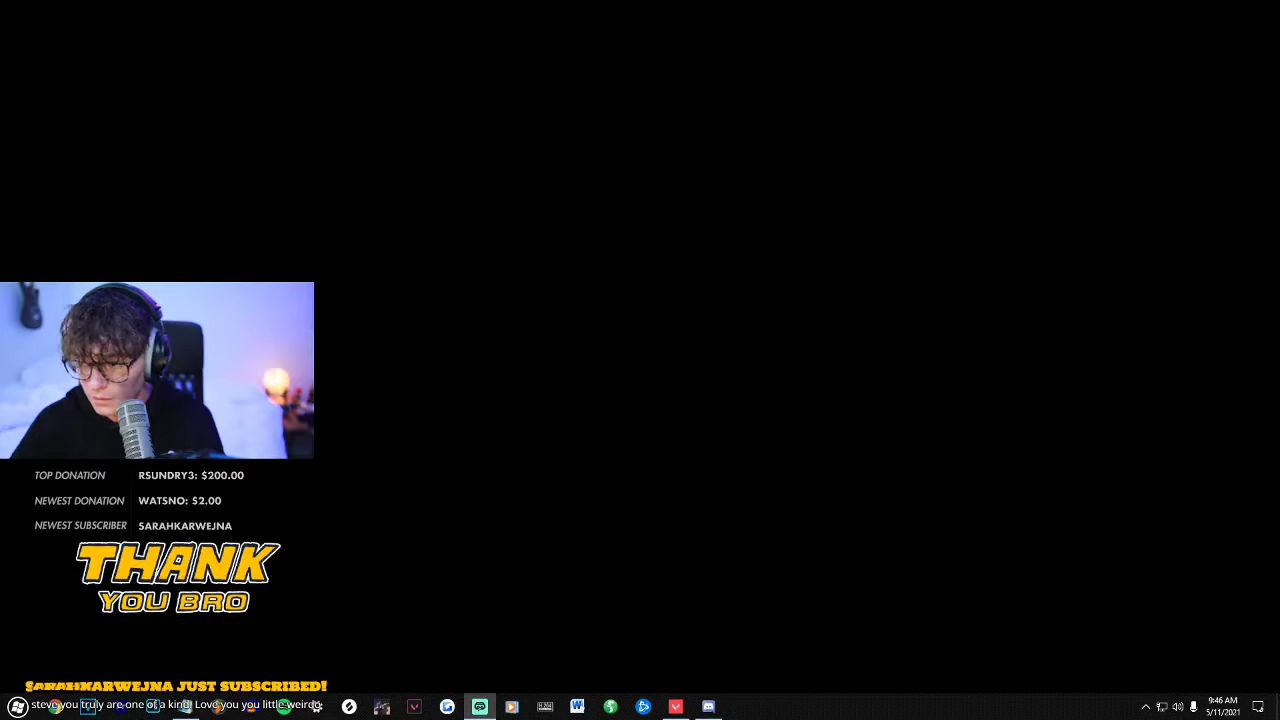 TOP DONATION RSUNDRY3: $200.00
NEWEST DONATION WATSNO: $2.00
NEWEST SUBSCRIBER SARAHKARWEJNA
THANK
YOU BRO
SARAHKARWEJNA JUST SUBSCRIBED!
steve you truly are one of a kind! Love you you little weirdo
9:46 AM
5/11/2021